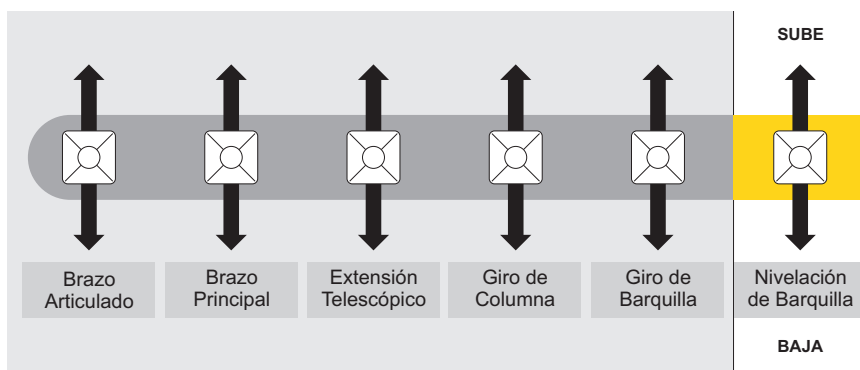 SUBE
Brazo
Articulado
Brazo
Principal
Extensión
Telescópico
Giro de
Columna
Giro de
Barquilla
Nivelación
de Barquilla
BAJA